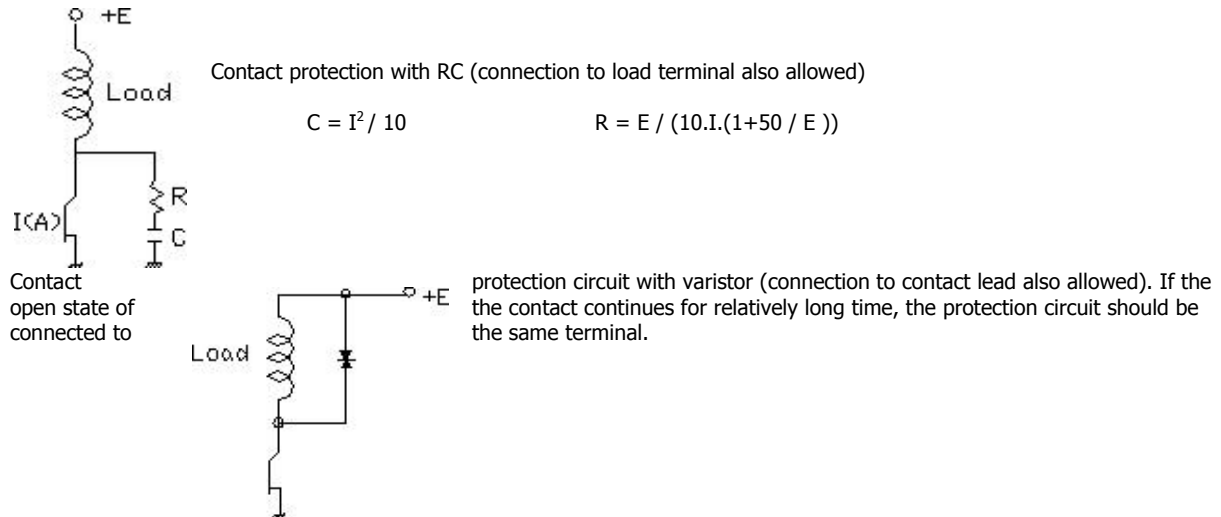 +E
Load
Contact protection with RC (connection to load terminal also allowed)
C = I² / 10 R = E / (10.I.(1+50 / E ))
R
I(A)
C
Contact protection circuit with varistor (connection to contact lead also allowed). If the
open state of the contact continues for relatively long time, the protection circuit should be
connected to the same terminal.
+E
Load